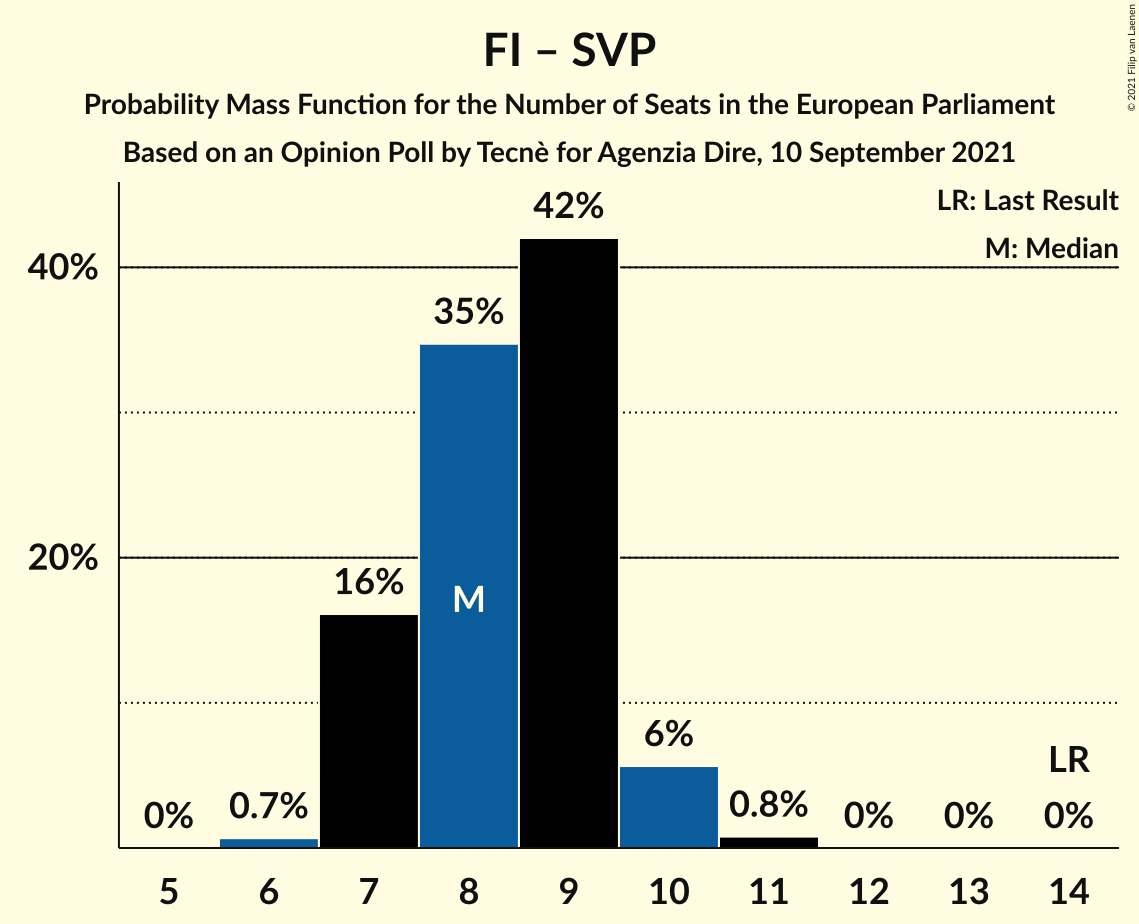 FI – SVP
Probability Mass Function for the Number of Seats in the European Parliament
Based on an Opinion Poll by Tecnè for Agenzia Dire, 10 September 2021
© 2021 Filip van Laenen
LR: Last Result
M: Median
42%
40%
35%
20%
16%
M
6%
LR
0%
0.7%
0.8%
0%
0%
0%
5
6
7
8
9
10
11
12
13
14